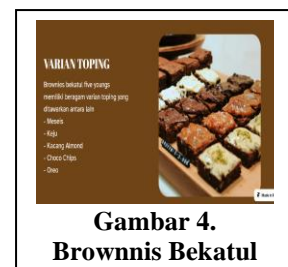 VARIAN TOPING
Brownies bekatul five youngs
memiliki beragam varian toping yang
ditawarkan antara lain
- Meseis
- Keju
- Kacang Almond
- Choco Chips
- Oreo
Gambar 4.
Brownnis Bekatul